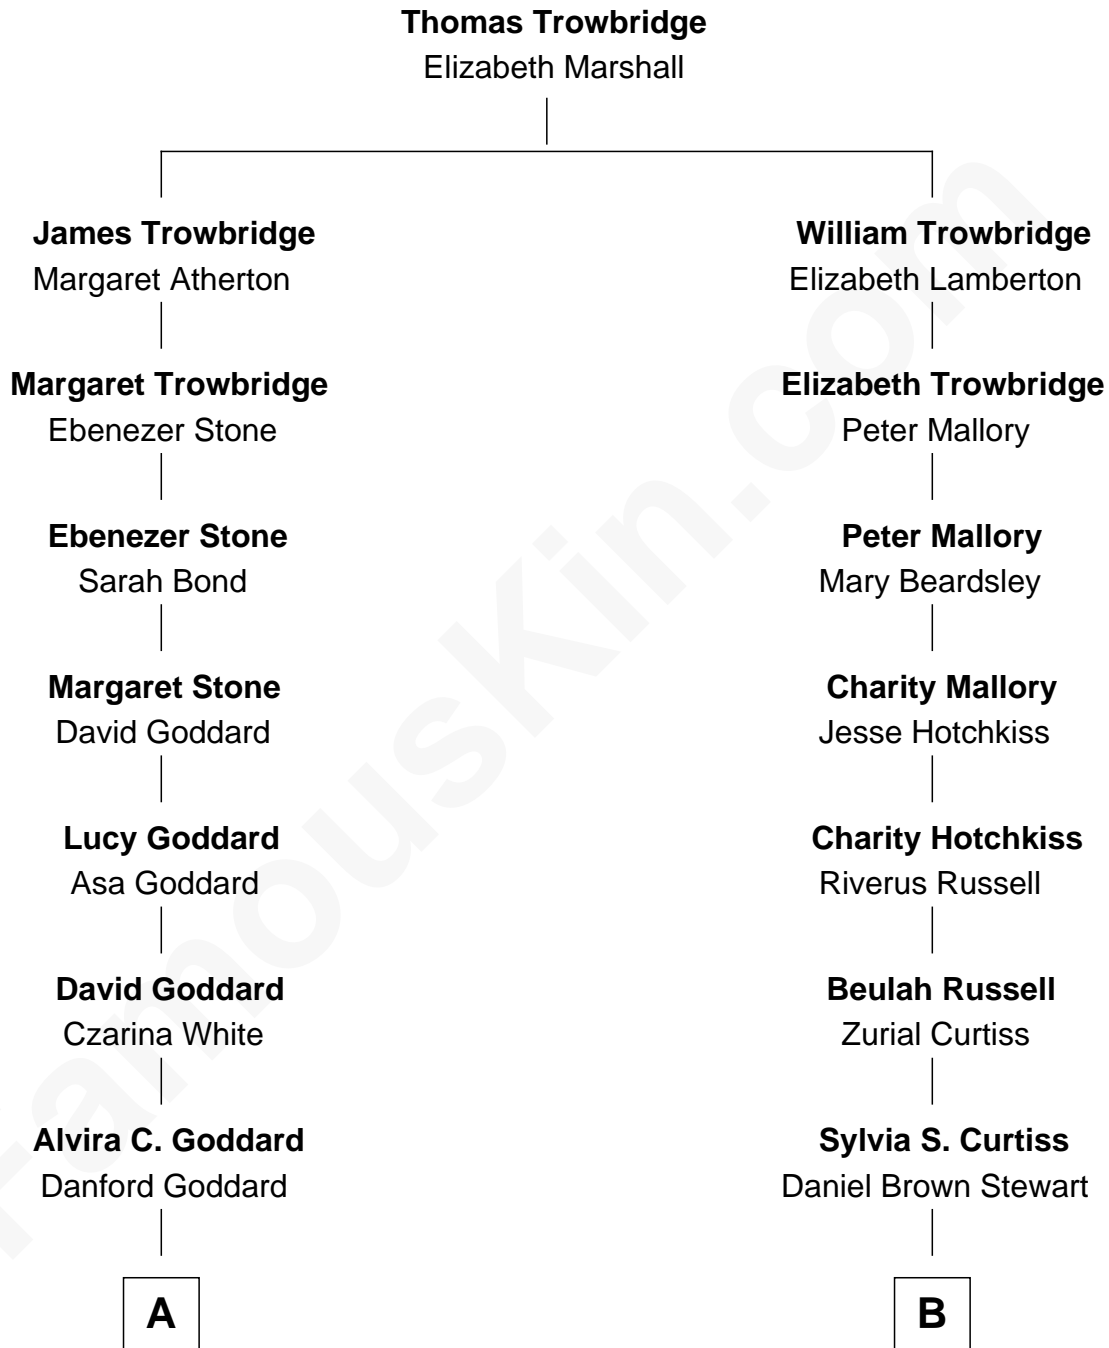 Thomas Trowbridge
Elizabeth Marshall
James Trowbridge
Margaret Atherton
William Trowbridge
Elizabeth Lamberton
Margaret Trowbridge
Ebenezer Stone
Elizabeth Trowbridge
Peter Mallory
Ebenezer Stone
Sarah Bond
Peter Mallory
Mary Beardsley
Margaret Stone
David Goddard
Charity Mallory
Jesse Hotchkiss
Lucy Goddard
Asa Goddard
Charity Hotchkiss
Riverus Russell
David Goddard
Czarina White
Beulah Russell
Zurial Curtiss
Alvira C. Goddard
Danford Goddard
Sylvia S. Curtiss
Daniel Brown Stewart
A
B
FamousKin.com